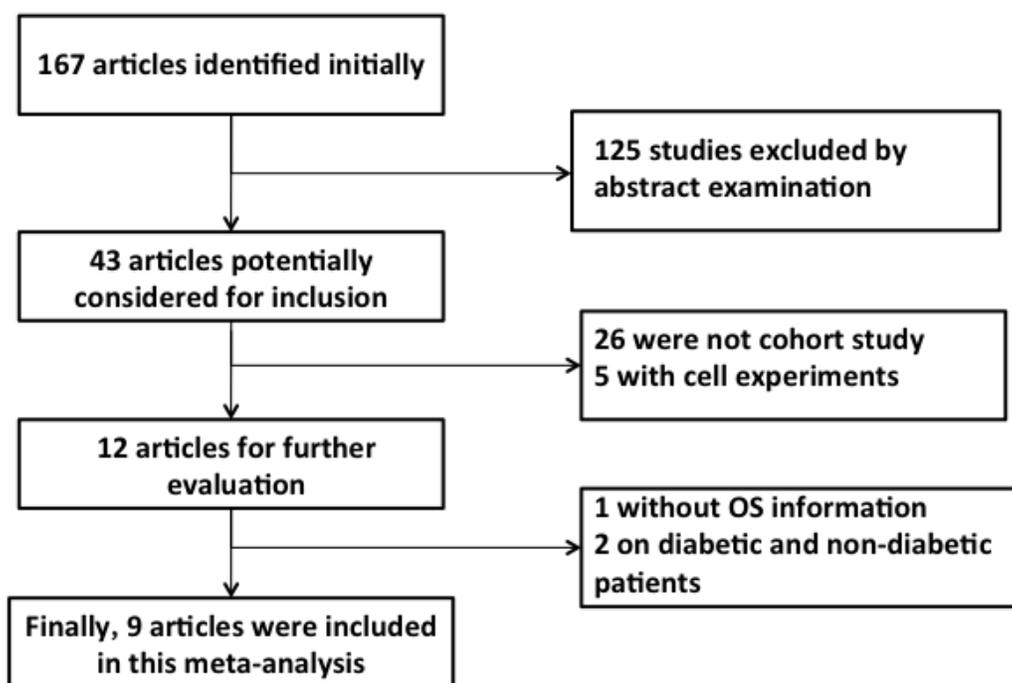 167 articles identified initially
125 studies excluded by
abstract examination
43 articles potentially
considered for inclusion
26 were not cohort study
5 with cell experiments
12 articles for further
evaluation
1 without OS information
2 on diabetic and non-diabetic
patients
Finally, 9 articles were included
in this meta-analysis